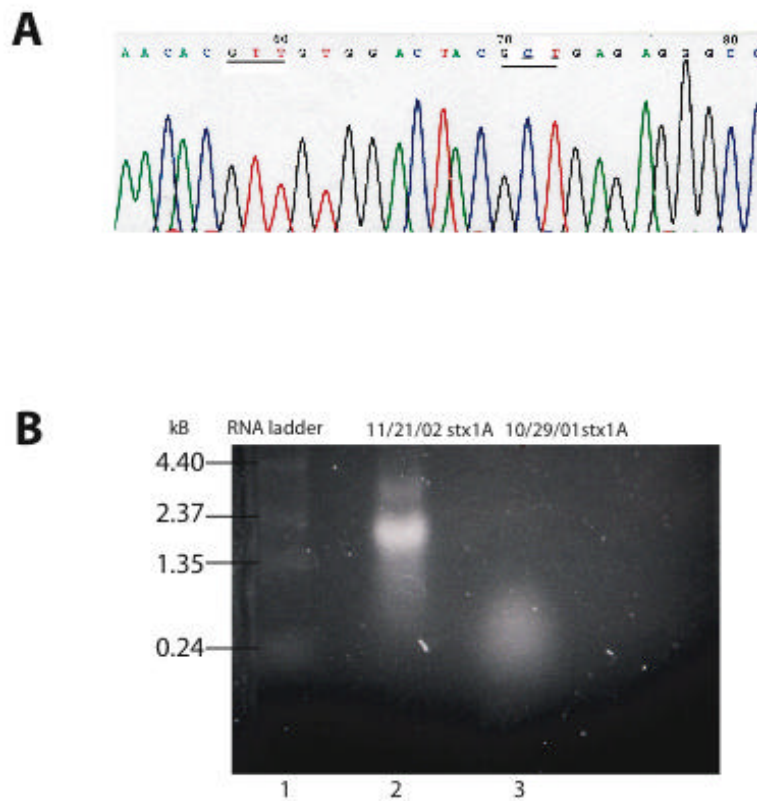 A
60 70 80
A A C A C G T T G T G G A C T A C G C T G A G A G G G C
B
kB RNA ladder 11/21/02 stx1A 10/29/01stx1A
4.40
2.37
1.35
0.24
1 2 3